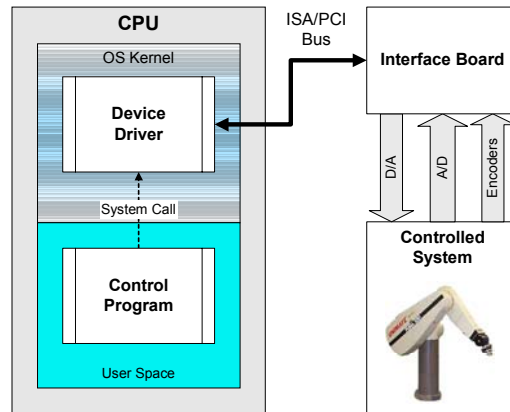 CPU
OS Kernel
Device
Driver
System Call
Control
Program
User Space
ISA/PCI
Bus
Interface Board
D/A
A/D
Encoders
Controlled
System